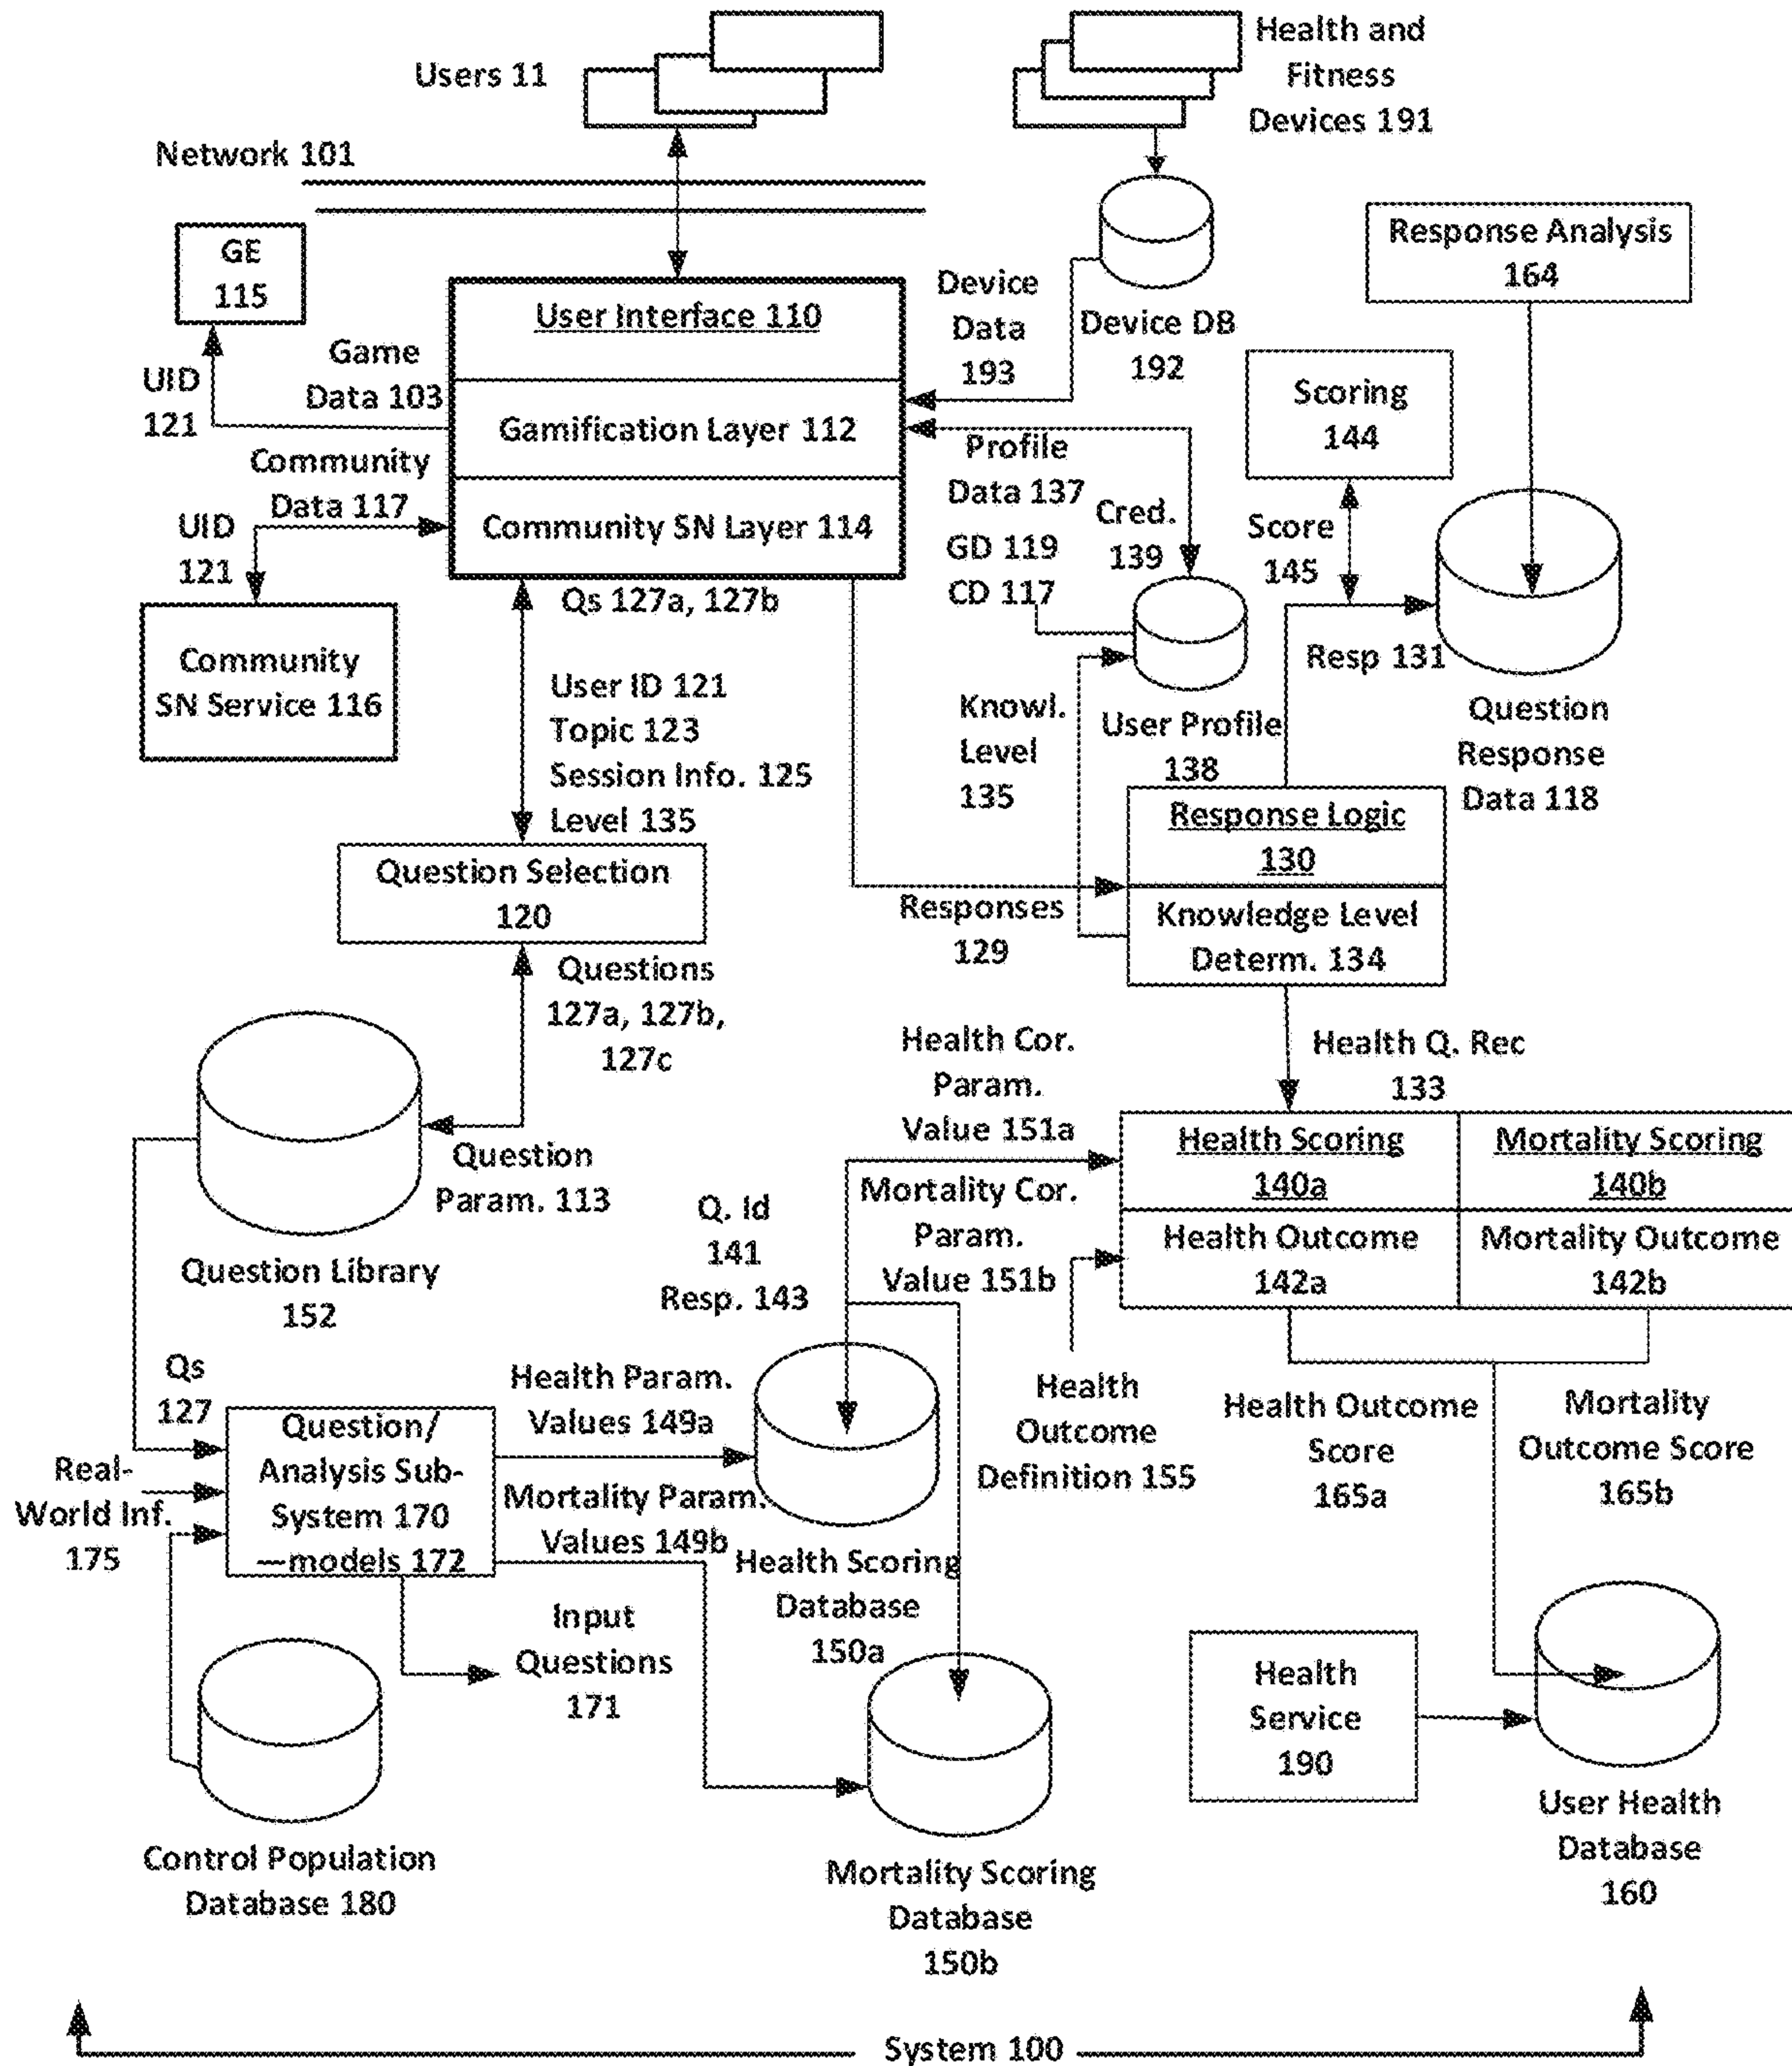 Users 11
Health and
Fitness
Devices 191
Network 101
GE
115
Response Analysis
164
User Interface 110
Device
Data
193
Device DB
192
UID
121
Game
Data 103
Gamification Layer 112
Scoring
144
Community
Data 117
Profile
Data 137
UID
121
Community SN Layer 114
GD 119
CD 117
Cred.
139
Score
145
Qs 127a, 127b
Community
SN Service 116
Resp 131
User ID 121
Topic 123
Session Info. 125
Level 135
Knowl.
Level
135
User Profile
138
Question
Response
Data 118
Response Logic
130
Question Selection
120
Responses
129
Knowledge Level
Determ. 134
Questions
127a, 127b,
127c
Health Cor.
Param.
Value 151a
Health Q. Rec
133
Question
Param. 113
Health Scoring
140a
Mortality Scoring
140b
Mortality Cor.
Param.
Value 151b
Q. Id
141
Resp. 143
Health Outcome
142a
Mortality Outcome
142b
Question Library
152
Qs
127
Health Param.
Values 149a
Health
Outcome
Definition 155
Health Outcome
Score
165a
Mortality
Outcome Score
165b
Question/
Analysis Sub-
System 170
—models 172
Real-
World Inf.
175
Mortality Param.
Values 149b
Health Scoring
Database
150a
Input
Questions
171
Health
Service
190
User Health
Database
160
Control Population
Database 180
Mortality Scoring
Database
150b
System 100